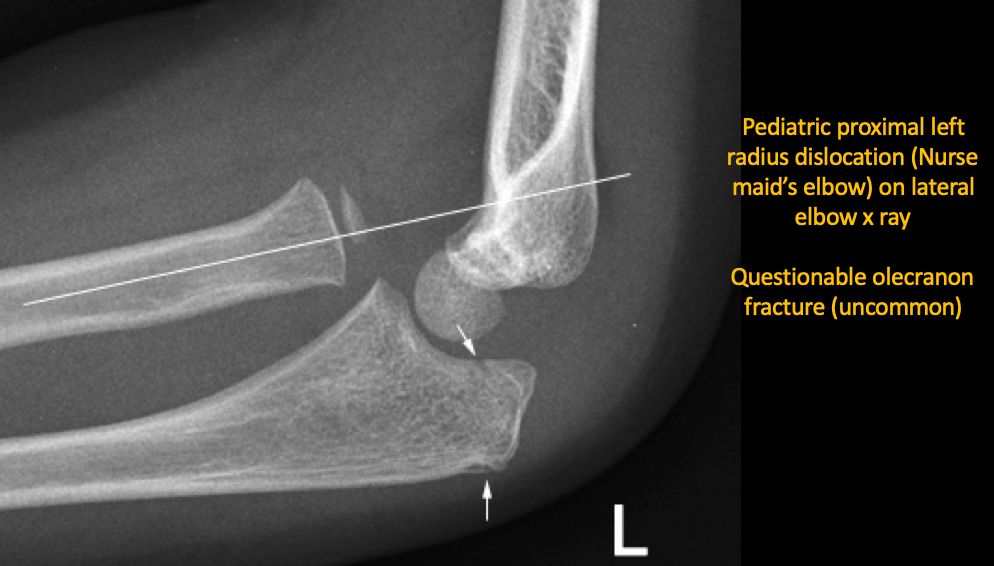 Pediatric proximal left
radius dislocation (Nurse
maid's elbow) on lateral
elbow x ray
Questionable olecranon
fracture (uncommon)
L